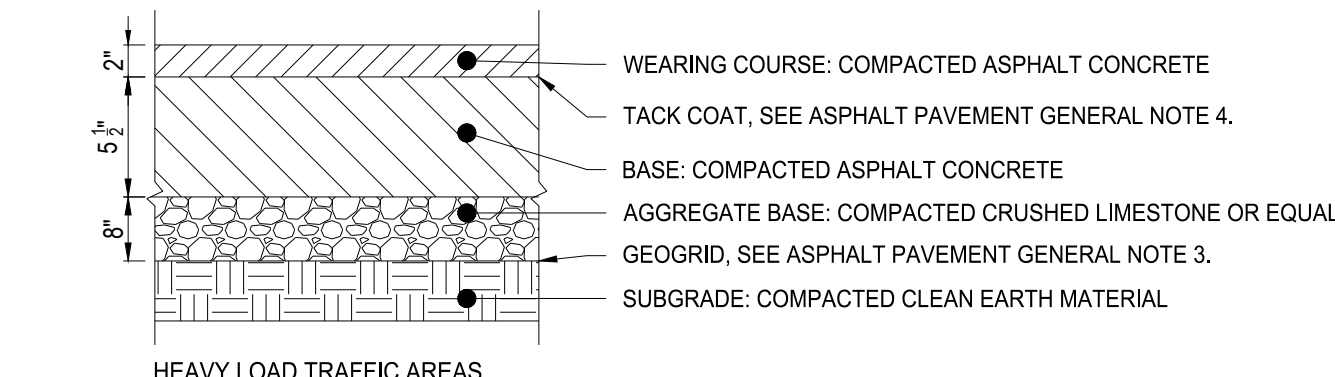 2"
WEARING COURSE: COMPACTED ASPHALT CONCRETE
TACK COAT, SEE ASPHALT PAVEMENT GENERAL NOTE 4.
5 1/2"
BASE: COMPACTED ASPHALT CONCRETE
8"
AGGREGATE BASE: COMPACTED CRUSHED LIMESTONE OR EQUAL
GEOGRID, SEE ASPHALT PAVEMENT GENERAL NOTE 3.
SUBGRADE: COMPACTED CLEAN EARTH MATERIAL
HEAVY LOAD TRAFFIC AREAS